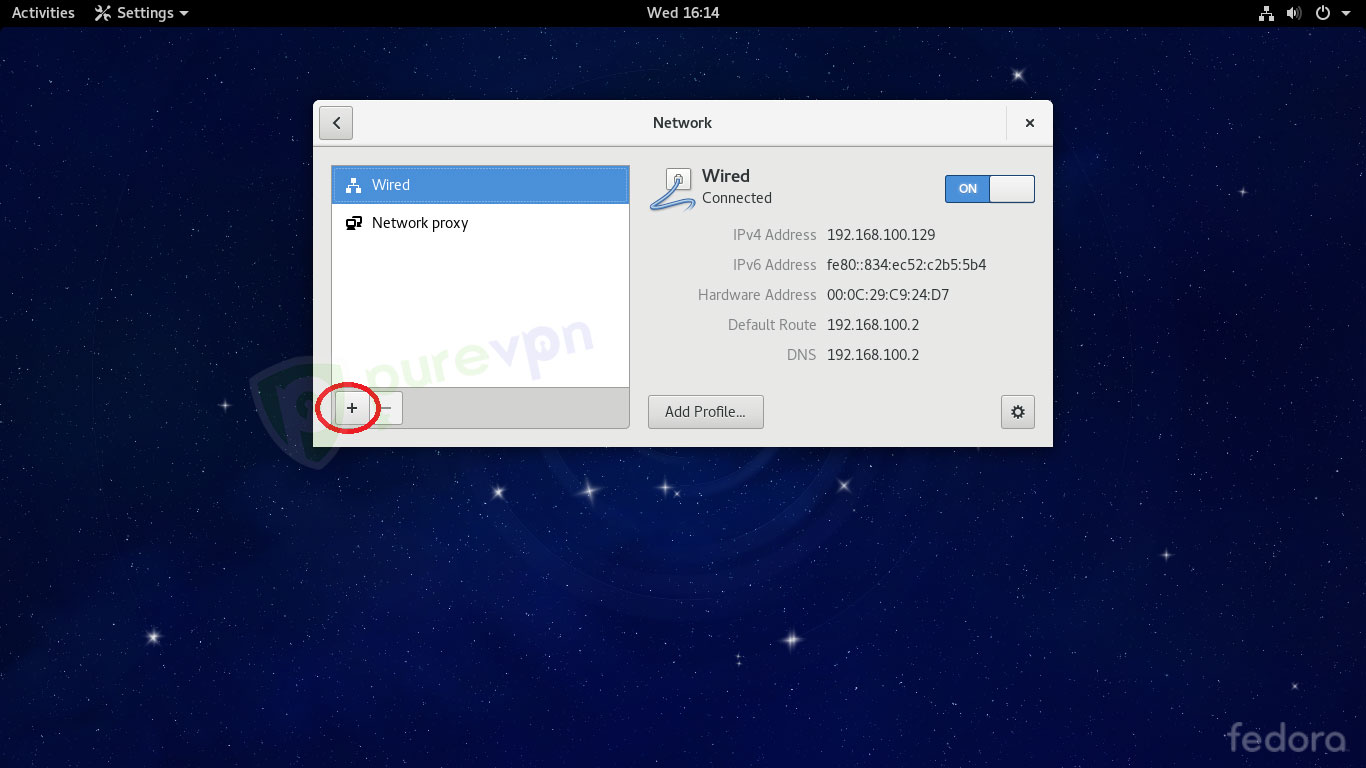 Activities Settings Wed 16:14
Network
Wired
Network proxy
+ −
Wired
Connected
ON
IPv4 Address 192.168.100.129
IPv6 Address fe80::834:ec52:c2b5:5b4
Hardware Address 00:0C:29:C9:24:D7
Default Route 192.168.100.2
DNS 192.168.100.2
Add Profile...
purevpn
fedora